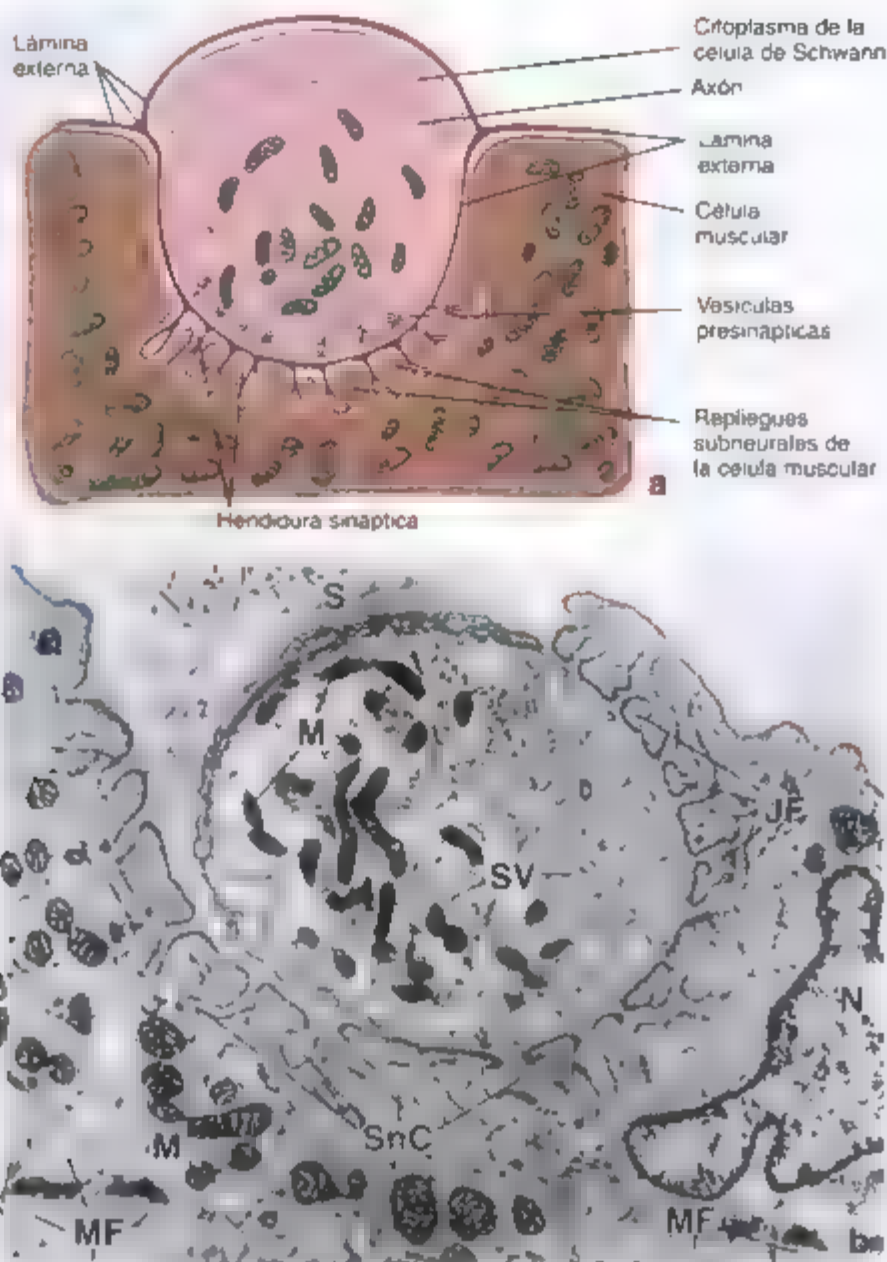 Lámina
externa
Citoplasma de la
célula de Schwann
Axón
Lámina
externa
Célula
muscular
Vesículas
presinápticas
Repliegues
subneurales de
la célula muscular
a
Hendidura sináptica
S
M
JF
SV
N
M
SnC
MF
MF
b